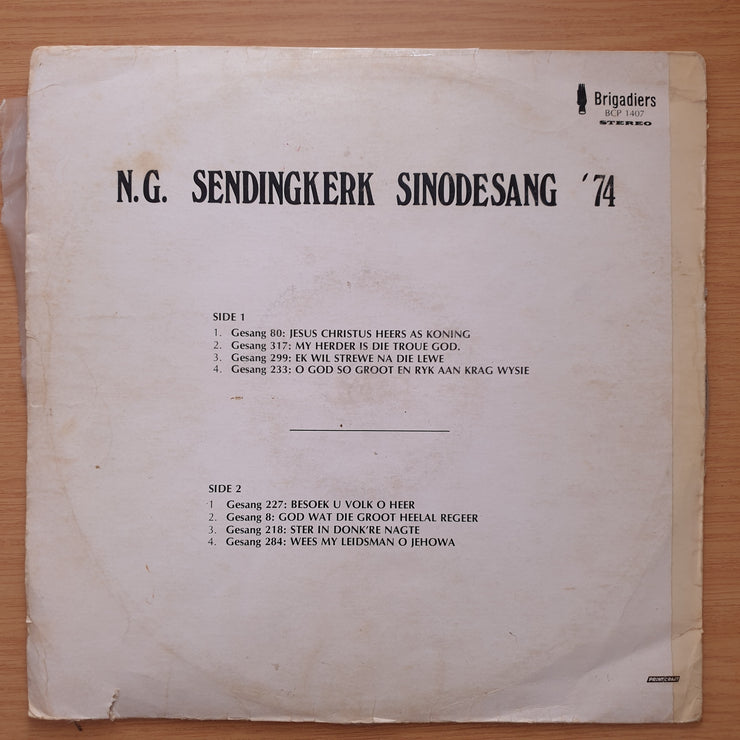 Brigadiers
BCP 1407
STEREO
N.G. SENDINGKERK SINODESANG '74
SIDE 1
1. Gesang 80: JESUS CHRISTUS HEERS AS KONING
2. Gesang 317: MY HERDER IS DIE TROUE GOD.
3. Gesang 299: EK WIL STREWE NA DIE LEWE
4. Gesang 233: O GOD SO GROOT EN RYK AAN KRAG WYSIE
SIDE 2
1 Gesang 227: BESOEK U VOLK O HEER
2. Gesang 8: GOD WAT DIE GROOT HEELAL REGEER
3. Gesang 218: STER IN DONK'RE NAGTE
4. Gesang 284: WEES MY LEIDSMAN O JEHOWA
PRINTCRAFT